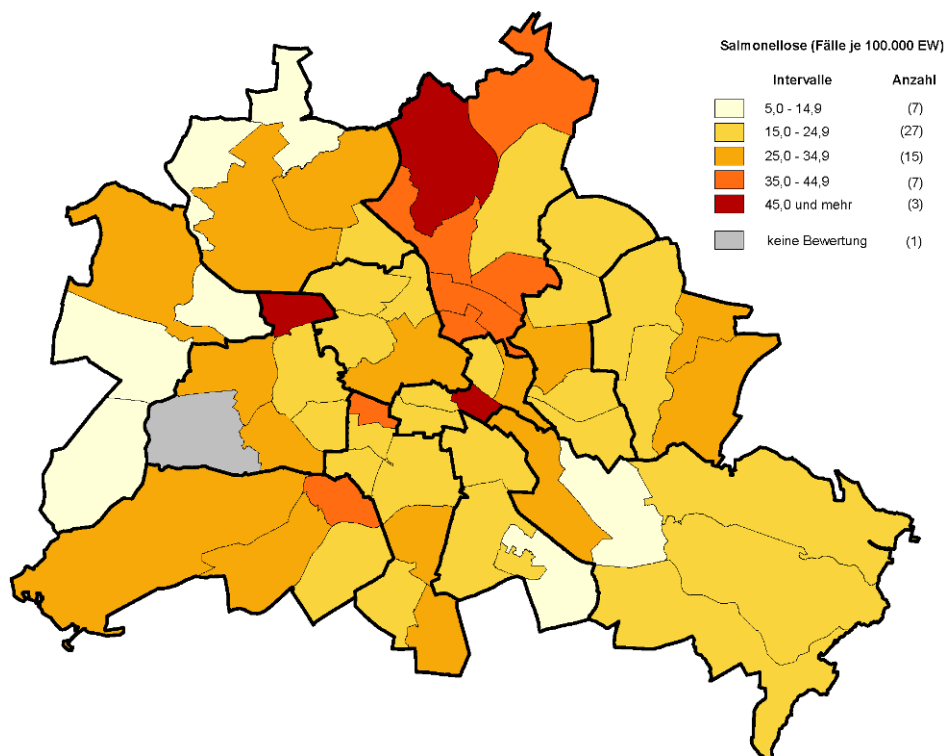 Salmonellose (Fälle je 100.000 EW)
Intervalle Anzahl
5,0 - 14,9 (7)
15,0 - 24,9 (27)
25,0 - 34,9 (15)
35,0 - 44,9 (7)
45,0 und mehr (3)
keine Bewertung (1)